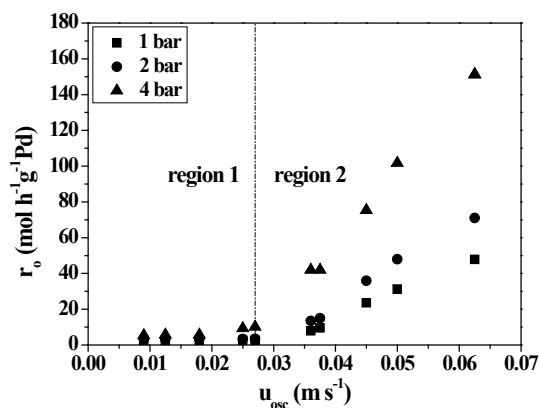 180
160
140
120
100
80
60
40
20
0
r₀ (mol h⁻¹g⁻¹Pd)
1 bar
2 bar
4 bar
region 1
region 2
0.00 0.01 0.02 0.03 0.04 0.05 0.06 0.07
u_osc (m s⁻¹)